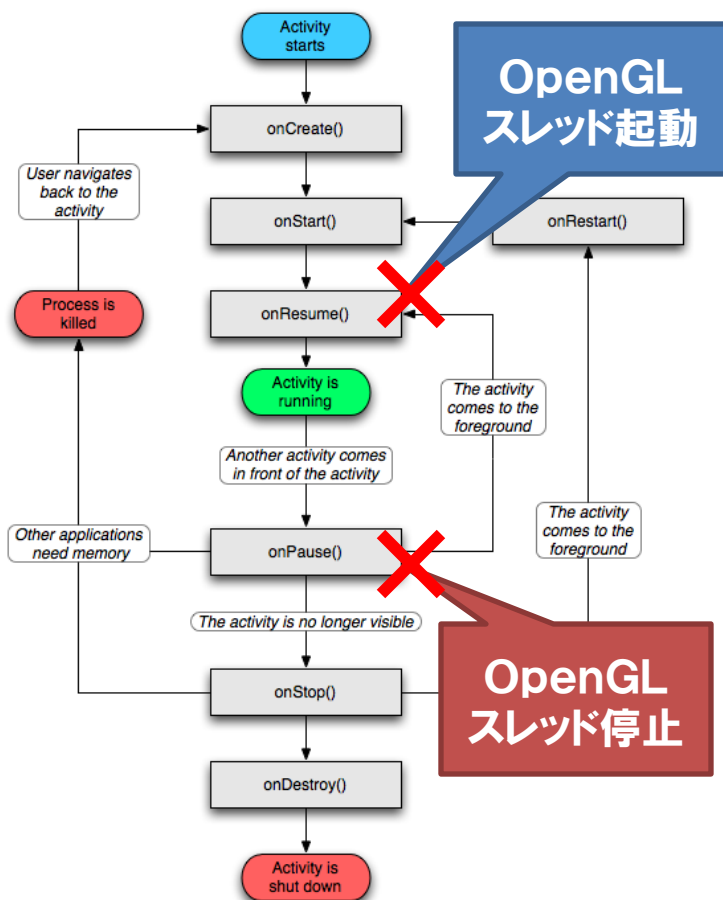 Activity
starts
OpenGL
スレッド起動
onCreate()
User navigates
back to the
activity
onStart()
onRestart()
Process is
killed
onResume()
Activity is
running
The activity
comes to the
foreground
Another activity comes
in front of the activity
Other applications
need memory
onPause()
The activity
comes to the
foreground
The activity is no longer visible
OpenGL
スレッド停止
onStop()
onDestroy()
Activity is
shut down